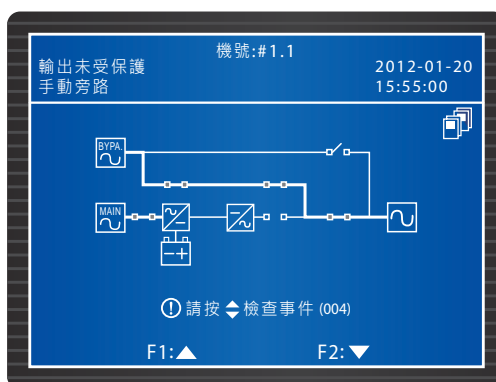 機號:#1.1
輸出未受保護
手動旁路
2012-01-20
15:55:00
BYPA.
MAIN
請按檢查事件 (004)
F1:
F2: